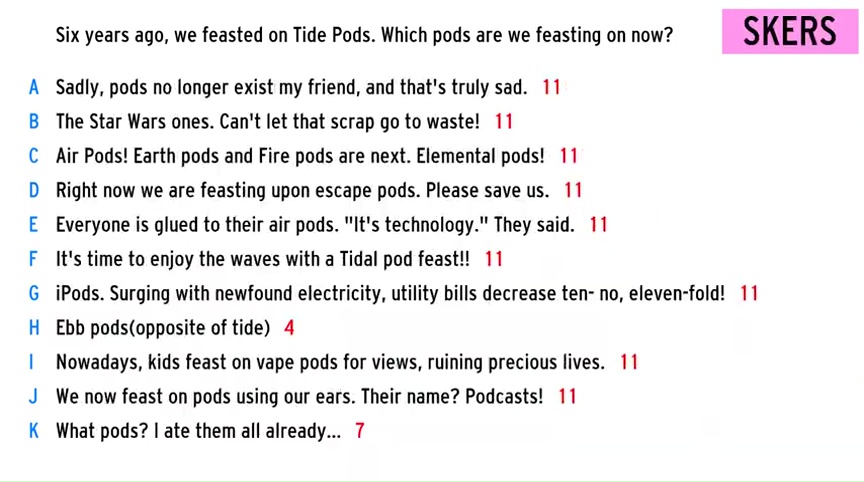 Six years ago, we feasted on Tide Pods. Which pods are we feasting on now?
SKERS
A Sadly, pods no longer exist my friend, and that's truly sad. 11
B The Star Wars ones. Can't let that scrap go to waste! 11
C Air Pods! Earth pods and Fire pods are next. Elemental pods! 11
D Right now we are feasting upon escape pods. Please save us. 11
E Everyone is glued to their air pods. "It's technology." They said. 11
F It's time to enjoy the waves with a Tidal pod feast!! 11
G iPods. Surging with newfound electricity, utility bills decrease ten- no, eleven-fold! 11
H Ebb pods(opposite of tide) 4
I Nowadays, kids feast on vape pods for views, ruining precious lives. 11
J We now feast on pods using our ears. Their name? Podcasts! 11
K What pods? I ate them all already... 7